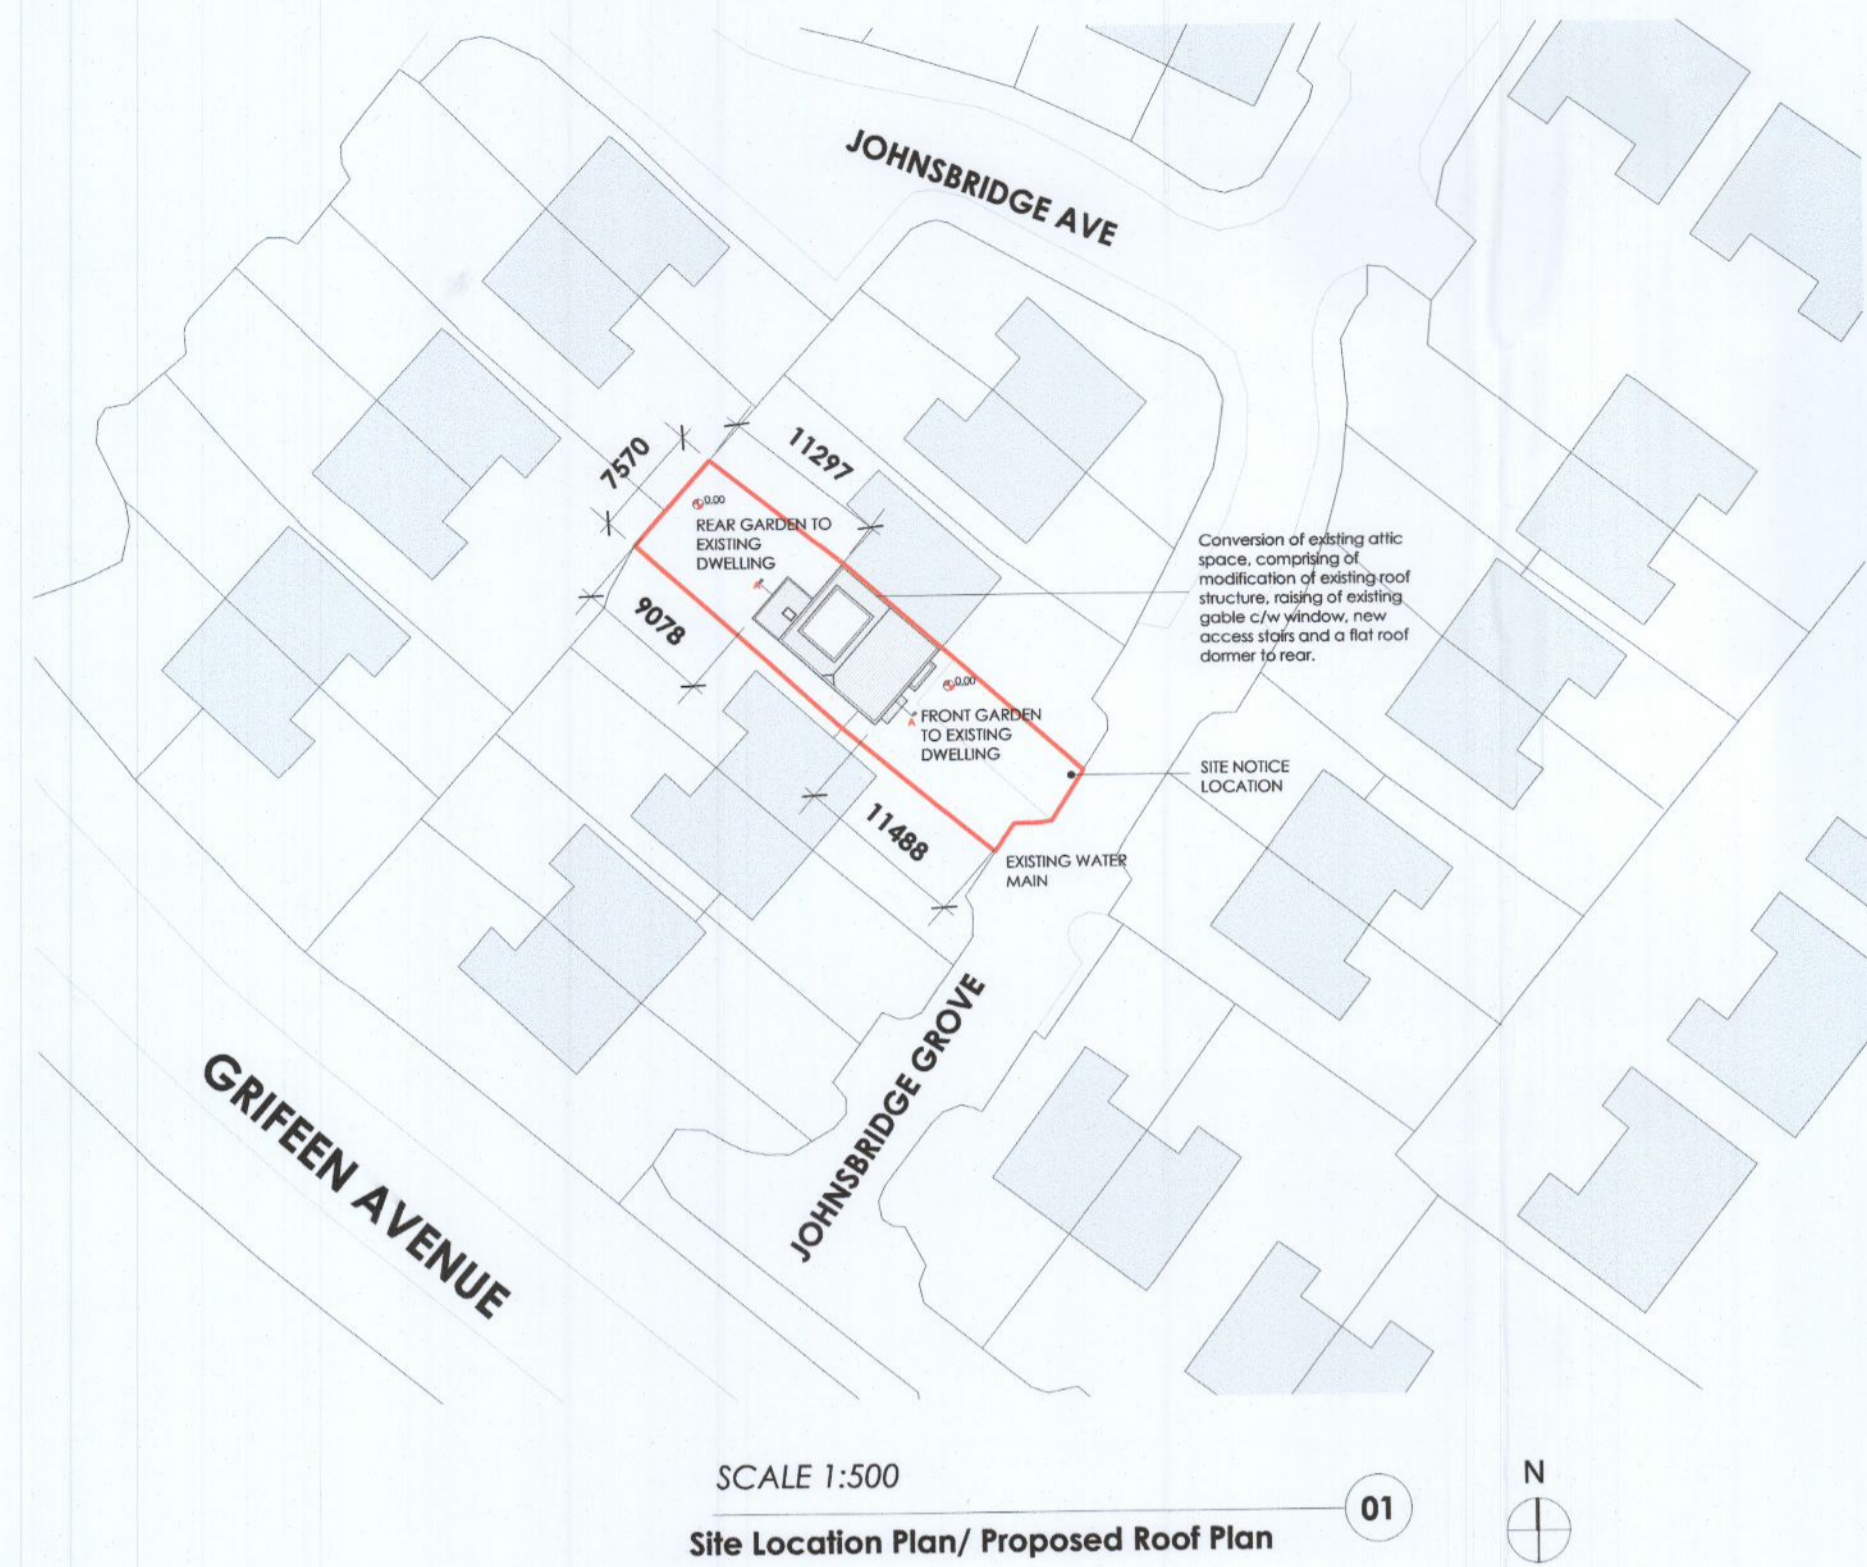 JOHNSBRIDGE AVE
7570
11297
0.00
REAR GARDEN TO
EXISTING
DWELLING
A
9078
Conversion of existing attic
space, comprising of
modification of existing roof
structure, raising of existing
gable c/w window, new
access stairs and a flat roof
dormer to rear.
0.00
A
FRONT GARDEN
TO EXISTING
DWELLING
SITE NOTICE
LOCATION
11488
EXISTING WATER
MAIN
JOHNSBRIDGE GROVE
GRIFEEN AVENUE
SCALE 1:500
01
Site Location Plan/ Proposed Roof Plan
N